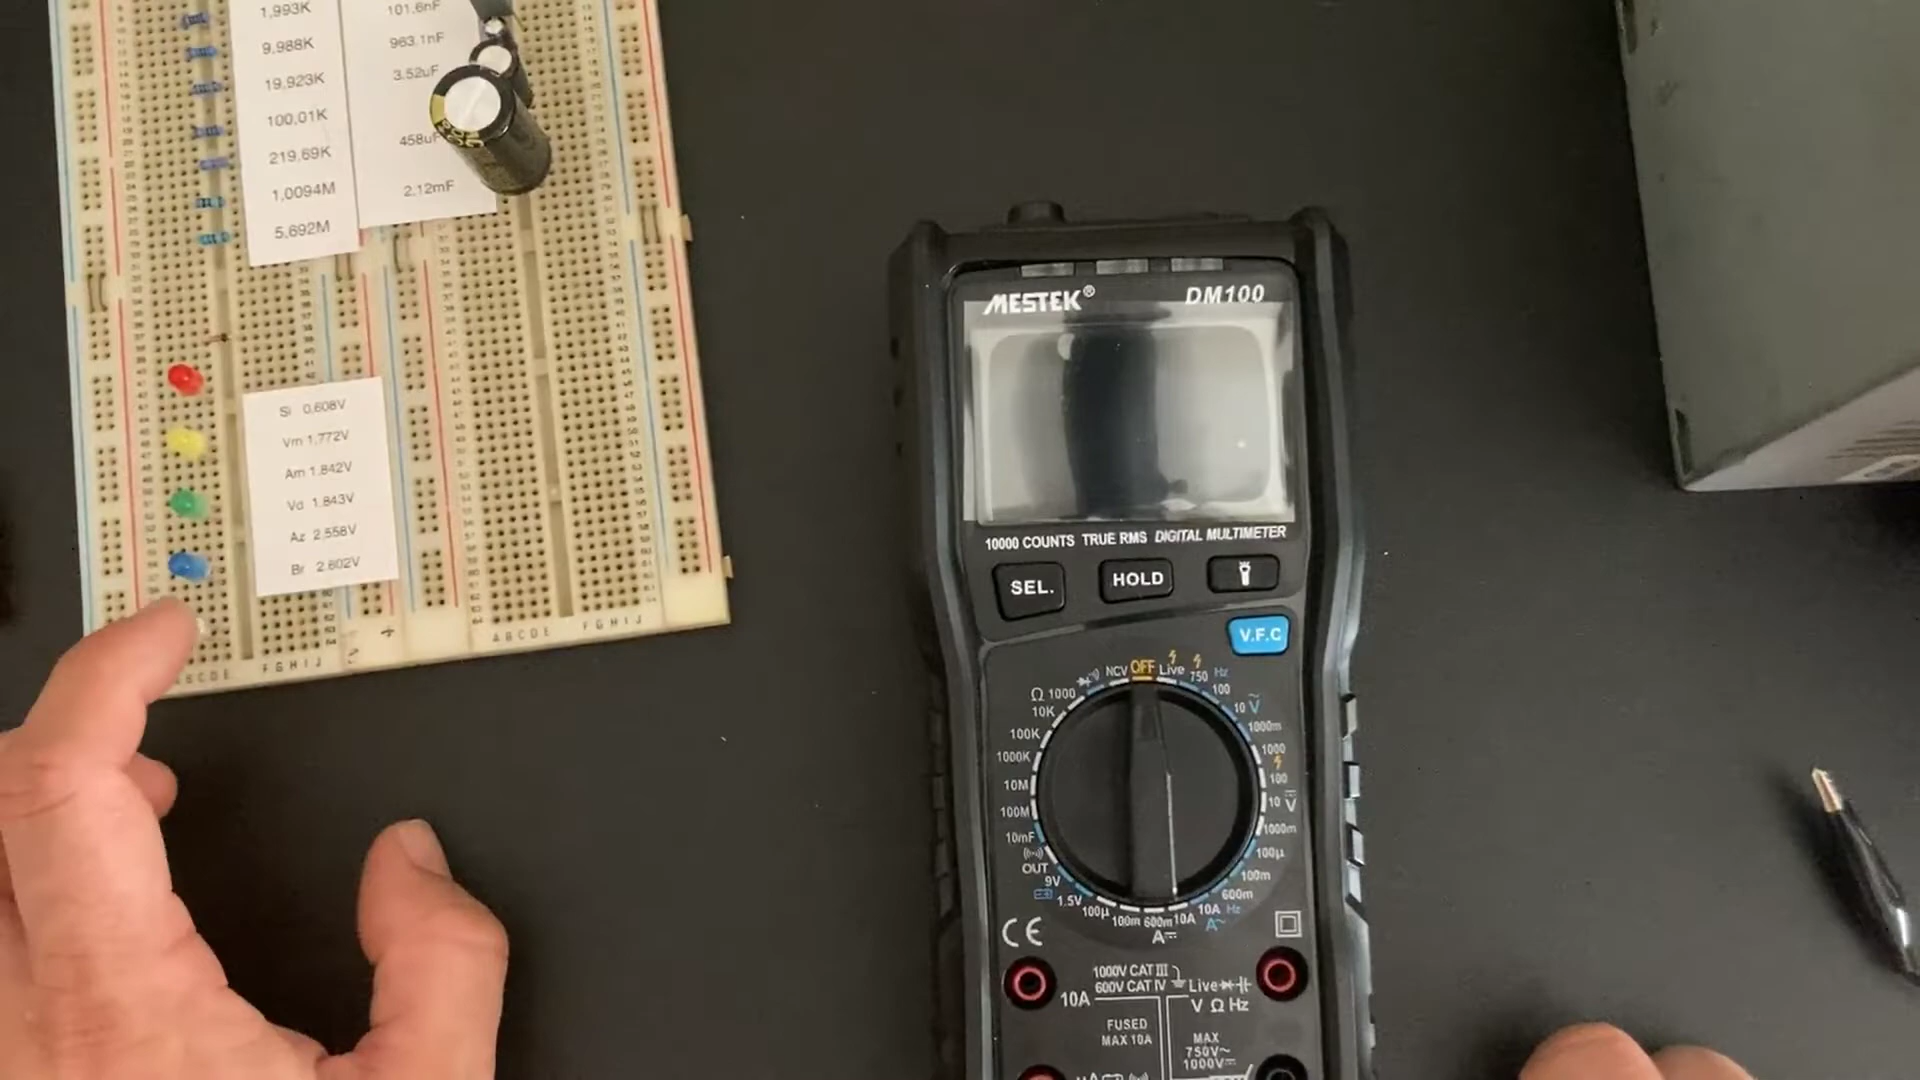 1,993K
9,988K
19,923K
100,01K
219,69K
1,0094M
5,692M
101.6nF
963.1nF
3.52uF
458uF
2.12mF
Si 0,608V
Vm 1,772V
Am 1.842V
Vd 1.843V
Az 2,558V
Br 2.602V
A B C D E
F G H I J
F G H I J
MESTEK®
DM100
10000 COUNTS TRUE RMS DIGITAL MULTIMETER
SEL.
HOLD
V.F.C
NCV
OFF
Live
750
Hz
100
10
V
1000m
1000
100
10
V
1000m
100µ
100m
600m
10A
Hz
A
10A
600m
A
100m
100µ
1.5V
9V
OUT
10mF
100M
10M
1000K
100K
10K
Ω 1000
CE
1000V CAT III
600V CAT IV
10A
Live
V Ω Hz
FUSED
MAX 10A
MAX
750V~
1000V